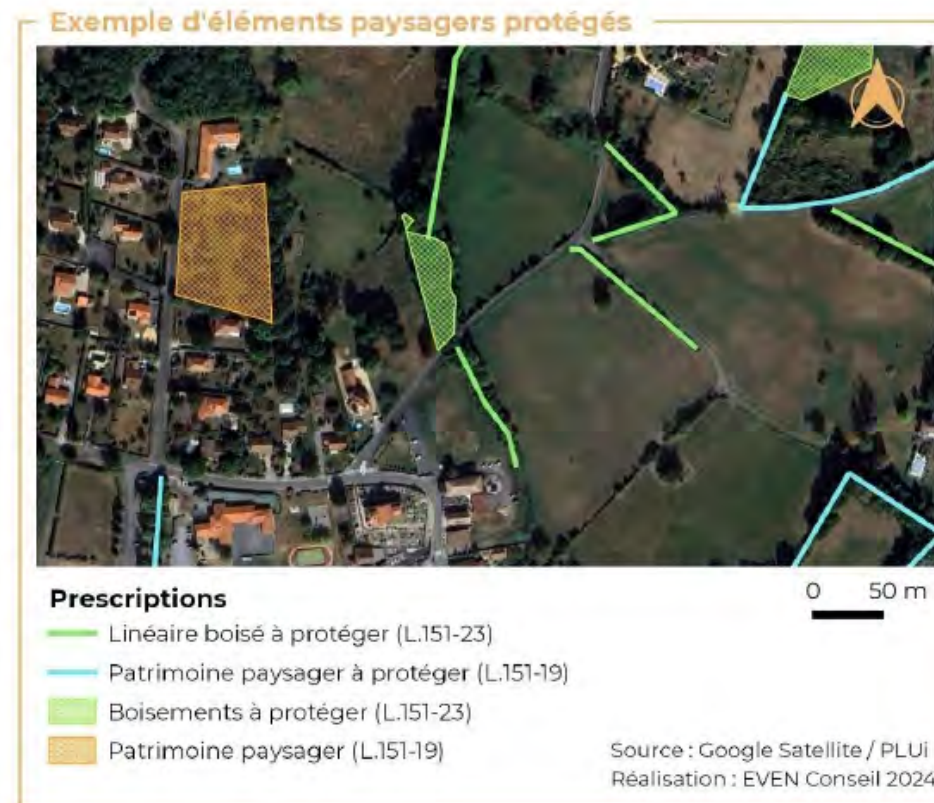 Exemple d'éléments paysagers protégés
Prescriptions
0 50 m
Linéaire boisé à protéger (L.151-23)
Patrimoine paysager à protéger (L.151-19)
Boisements à protéger (L.151-23)
Patrimoine paysager (L.151-19)
Source : Google Satellite / PLUi
Réalisation : EVEN Conseil 2024